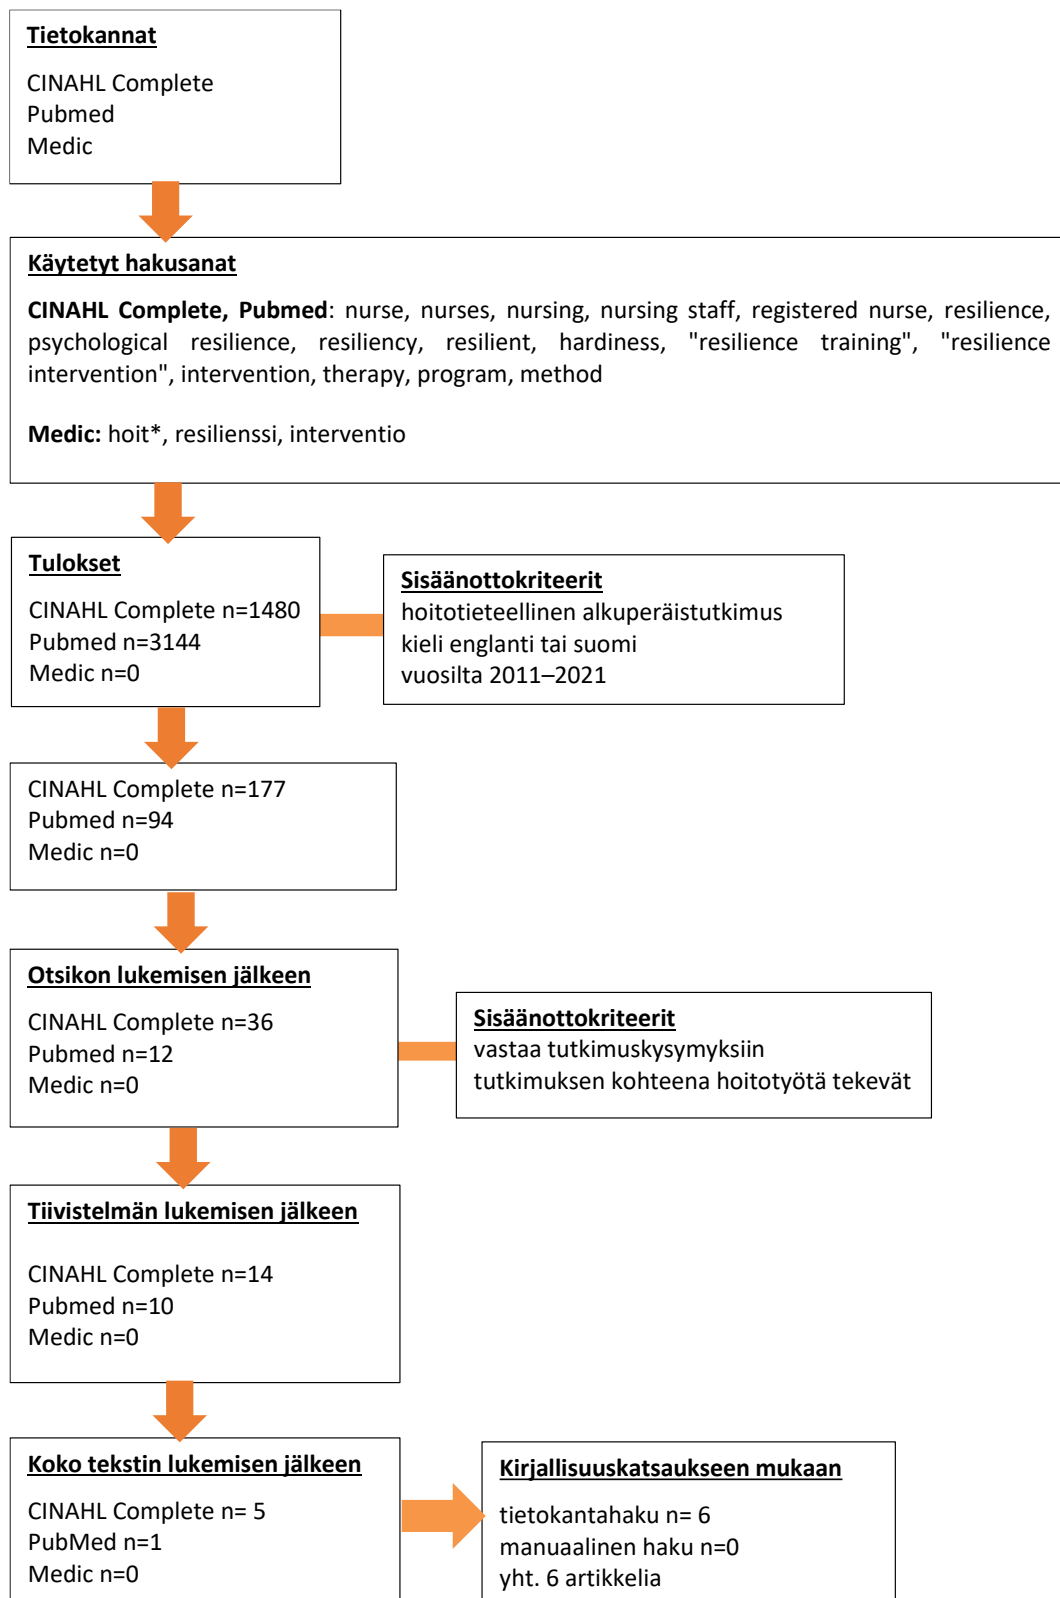 Tietokannat
CINAHL Complete
Pubmed
Medic
Käytetyt hakusanat
CINAHL Complete, Pubmed: nurse, nurses, nursing, nursing staff, registered nurse, resilience,
psychological resilience, resiliency, resilient, hardiness, "resilience training", "resilience
intervention", intervention, therapy, program, method
Medic: hoit*, resilienssi, interventio
Tulokset
CINAHL Complete n=1480
Pubmed n=3144
Medic n=0
Sisäänottokriteerit
hoitotieteellinen alkuperäistutkimus
kieli englanti tai suomi
vuosilta 2011–2021
CINAHL Complete n=177
Pubmed n=94
Medic n=0
Otsikon lukemisen jälkeen
CINAHL Complete n=36
Pubmed n=12
Medic n=0
Sisäänottokriteerit
vastaa tutkimuskysymyksiin
tutkimuksen kohteena hoitotyötä tekevät
Tiivistelmän lukemisen jälkeen
CINAHL Complete n=14
Pubmed n=10
Medic n=0
Koko tekstin lukemisen jälkeen
CINAHL Complete n= 5
PubMed n=1
Medic n=0
Kirjallisuuskatsaukseen mukaan
tietokantahaku n= 6
manuaalinen haku n=0
yht. 6 artikkelia